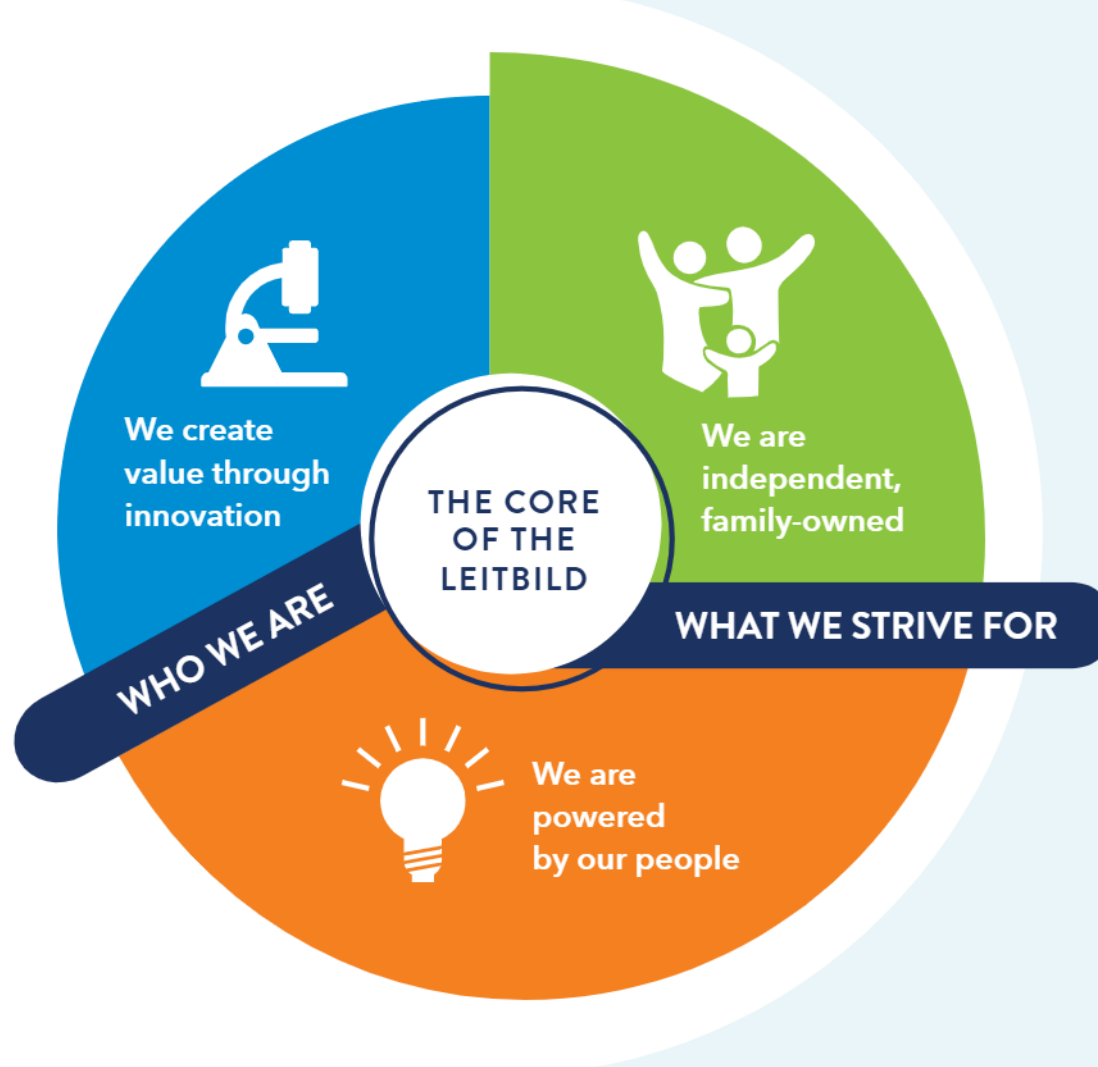 We create
value through
innovation
We are
independent,
family-owned
THE CORE
OF THE
LEITBILD
WHO WE ARE
WHAT WE STRIVE FOR
We are
powered
by our people